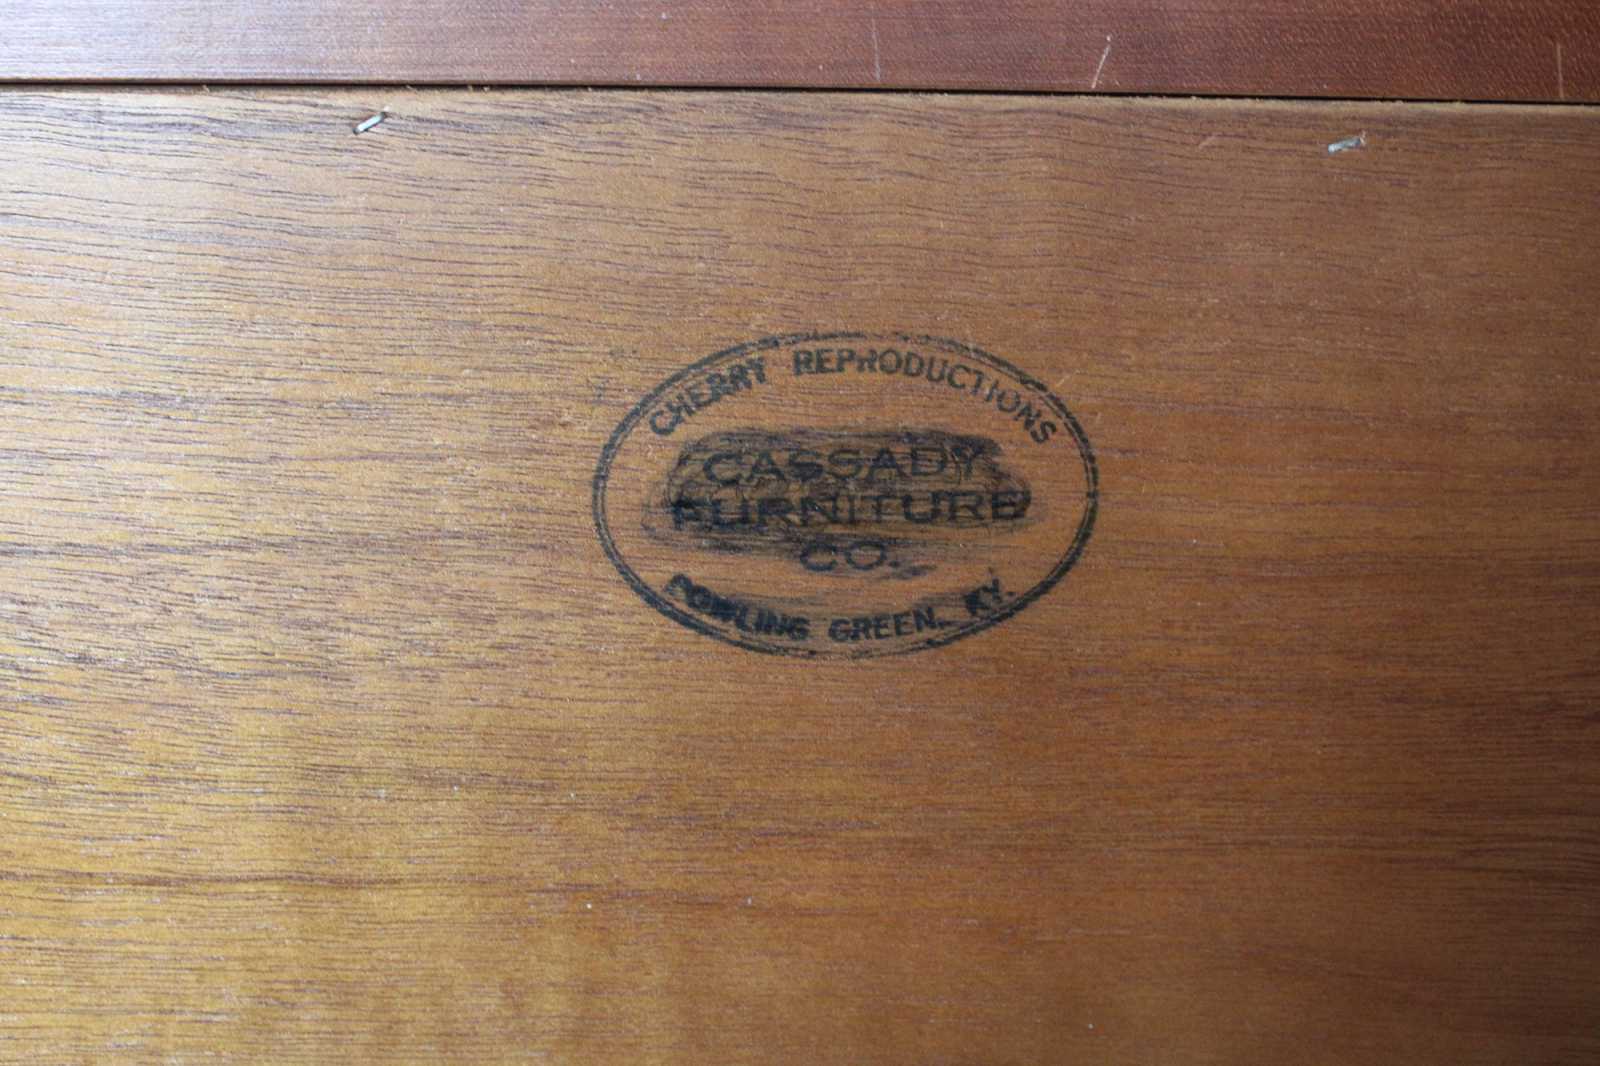 CHERRY REPRODUCTIONS
CASSADY
FURNITURE
CO.
BOWLING GREEN, KY.